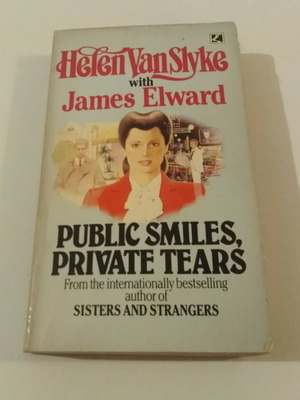 Helen Van Slyke
with
James Elward
PUBLIC SMILES,
PRIVATE TEARS
From the internationally bestselling
author of
SISTERS AND STRANGERS